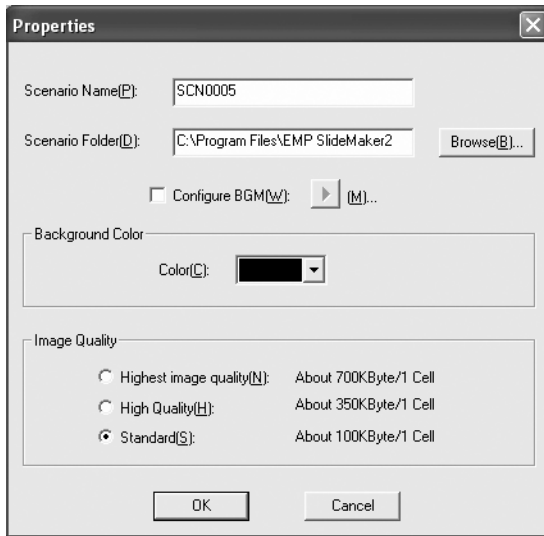 Properties
Scenario Name(P): SCN0005
Scenario Folder(D): C:\Program Files\EMP SlideMaker2 Browse(B)...
Configure BGM(W): (M)...
Background Color
Color(C):
Image Quality
Highest image quality(N): About 700KByte/1 Cell
High Quality(H): About 350KByte/1 Cell
Standard(S): About 100KByte/1 Cell
OK Cancel